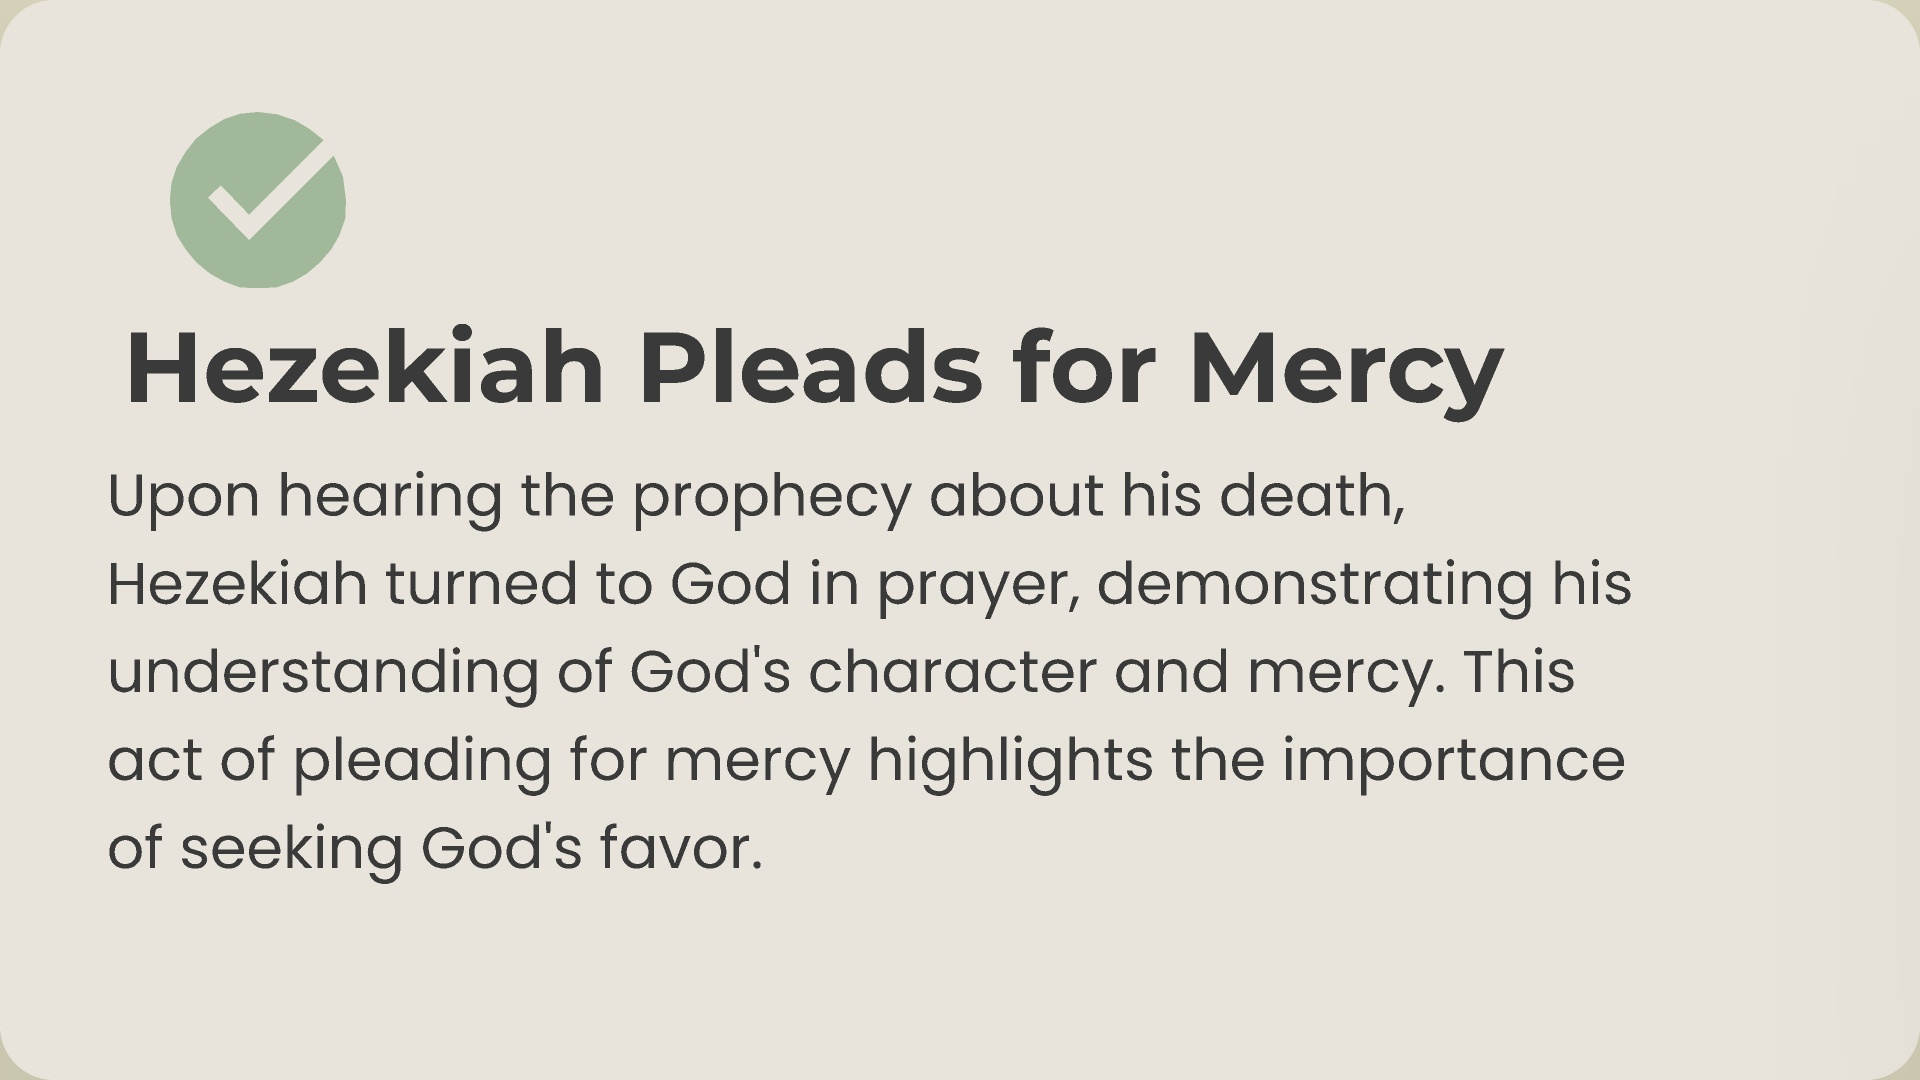 Hezekiah Pleads for Mercy
Upon hearing the prophecy about his death,
Hezekiah turned to God in prayer, demonstrating his
understanding of God's character and mercy. This
act of pleading for mercy highlights the importance
of seeking God's favor.